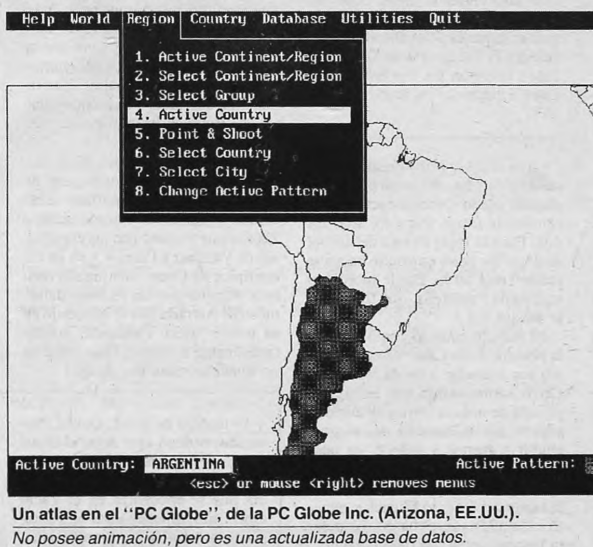 Help World Region Country Database Utilities Quit
1. Active Continent/Region
2. Select Continent/Region
3. Select Group
4. Active Country
5. Point & Shoot
6. Select Country
7. Select City
8. Change Active Pattern
Active Country: ARGENTINA Active Pattern:
<esc> or mouse <right> removes menus
Un atlas en el "PC Globe", de la PC Globe Inc. (Arizona, EE.UU.).
No posee animación, pero es una actualizada base de datos.